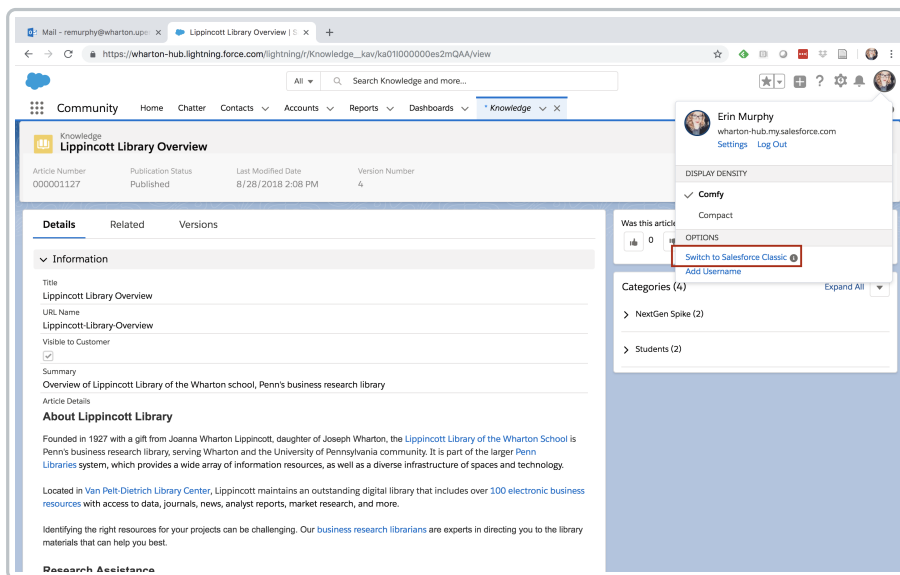 Mail - remurphy@wharton.upe
Lippincott Library Overview | S
https://wharton-hub.lightning.force.com/lightning/r/Knowledge__kav/ka01I000000es2mQAA/view
All
Search Knowledge and more...
Community
Home
Chatter
Contacts
Accounts
Reports
Dashboards
* Knowledge
Knowledge
Lippincott Library Overview
Article Number
Publication Status
Last Modified Date
Version Number
000001127
Published
8/28/2018 2:08 PM
4
Erin Murphy
wharton-hub.my.salesforce.com
Settings Log Out
DISPLAY DENSITY
Comfy
Compact
OPTIONS
Switch to Salesforce Classic
Add Username
Details
Related
Versions
Information
Title
Lippincott Library Overview
URL Name
Lippincott-Library-Overview
Visible to Customer
Summary
Overview of Lippincott Library of the Wharton school, Penn's business research library
Article Details
About Lippincott Library
Founded in 1927 with a gift from Joanna Wharton Lippincott, daughter of Joseph Wharton, the Lippincott Library of the Wharton School is
Penn's business research library, serving Wharton and the University of Pennsylvania community. It is part of the larger Penn
Libraries system, which provides a wide array of information resources, as well as a diverse infrastructure of spaces and technology.
Located in Van Pelt-Dietrich Library Center, Lippincott maintains an outstanding digital library that includes over 100 electronic business
resources with access to data, journals, news, analyst reports, market research, and more.
Identifying the right resources for your projects can be challenging. Our business research librarians are experts in directing you to the library
materials that can help you best.
Research Assistance
Was this article
0
Categories (4)
Expand All
NextGen Spike (2)
Students (2)